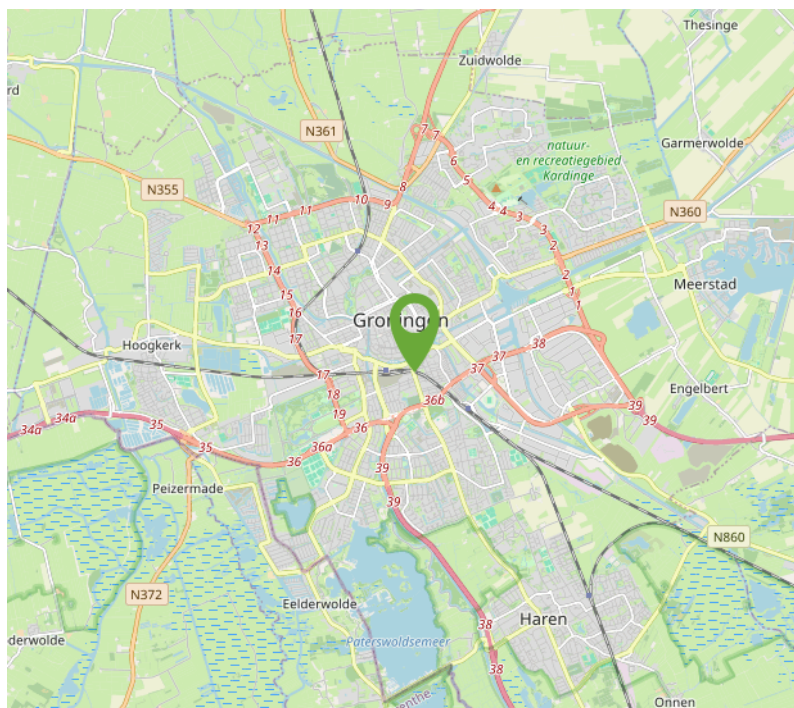 Thesinge
Zuidwolde
rd
N361
7
7
natuur-
en recreatiegebied
Kardinge
Garmerwolde
6
5
8
N355
10
9
11
11
4
4
3
3
N360
12
13
2
14
2
Meerstad
15
1
16
1
Groningen
17
Hoogkerk
38
37
37
17
Engelbert
18
36b
39
34a
34a
35
19
36
39
35
36a
36
39
Peizermade
39
N860
N372
Eelderwolde
Haren
38
oderwolde
Paterswoldsemeer
38
enthe
Onnen